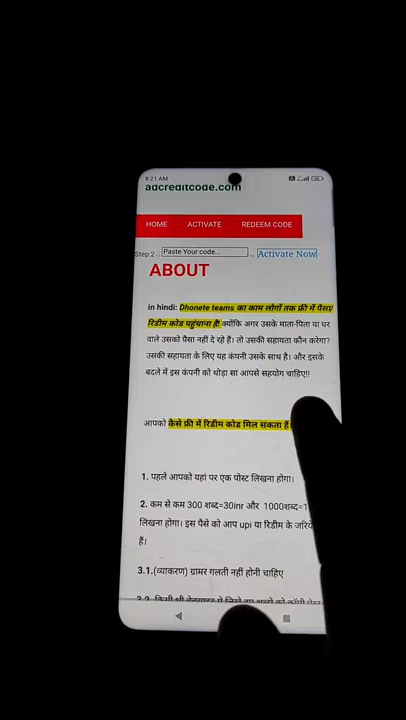 8:21 AM
adcreditcode.com
HOME ACTIVATE REDEEM CODE
Step:2 Paste Your code... Activate Now
ABOUT
in hindi: Dhonete teams का काम लोगों तक फ्री में पैसा/
रिडीम कोड पहुंचाना है क्योंकि अगर उसके माता-पिता या घर
वाले उसको पैसा नहीं दे रहे हैं। तो उसकी सहायता कौन करेगा?
उसकी सहायता के लिए यह कंपनी उसके साथ है। और इसके
बदले में इस कंपनी को थोड़ा सा आपसे सहयोग चाहिए!!
आपको कैसे फ्री में रिडीम कोड मिल सकता है
1. पहले आपको यहां पर एक पोस्ट लिखना होगा।
2. कम से कम 300 शब्द=30inr और 1000शब्द=1
लिखना होगा। इस पैसे को आप upi या रिडीम के जरिये
हैं।
3.1.(व्याकरण) ग्रामर गलती नहीं होनी चाहिए